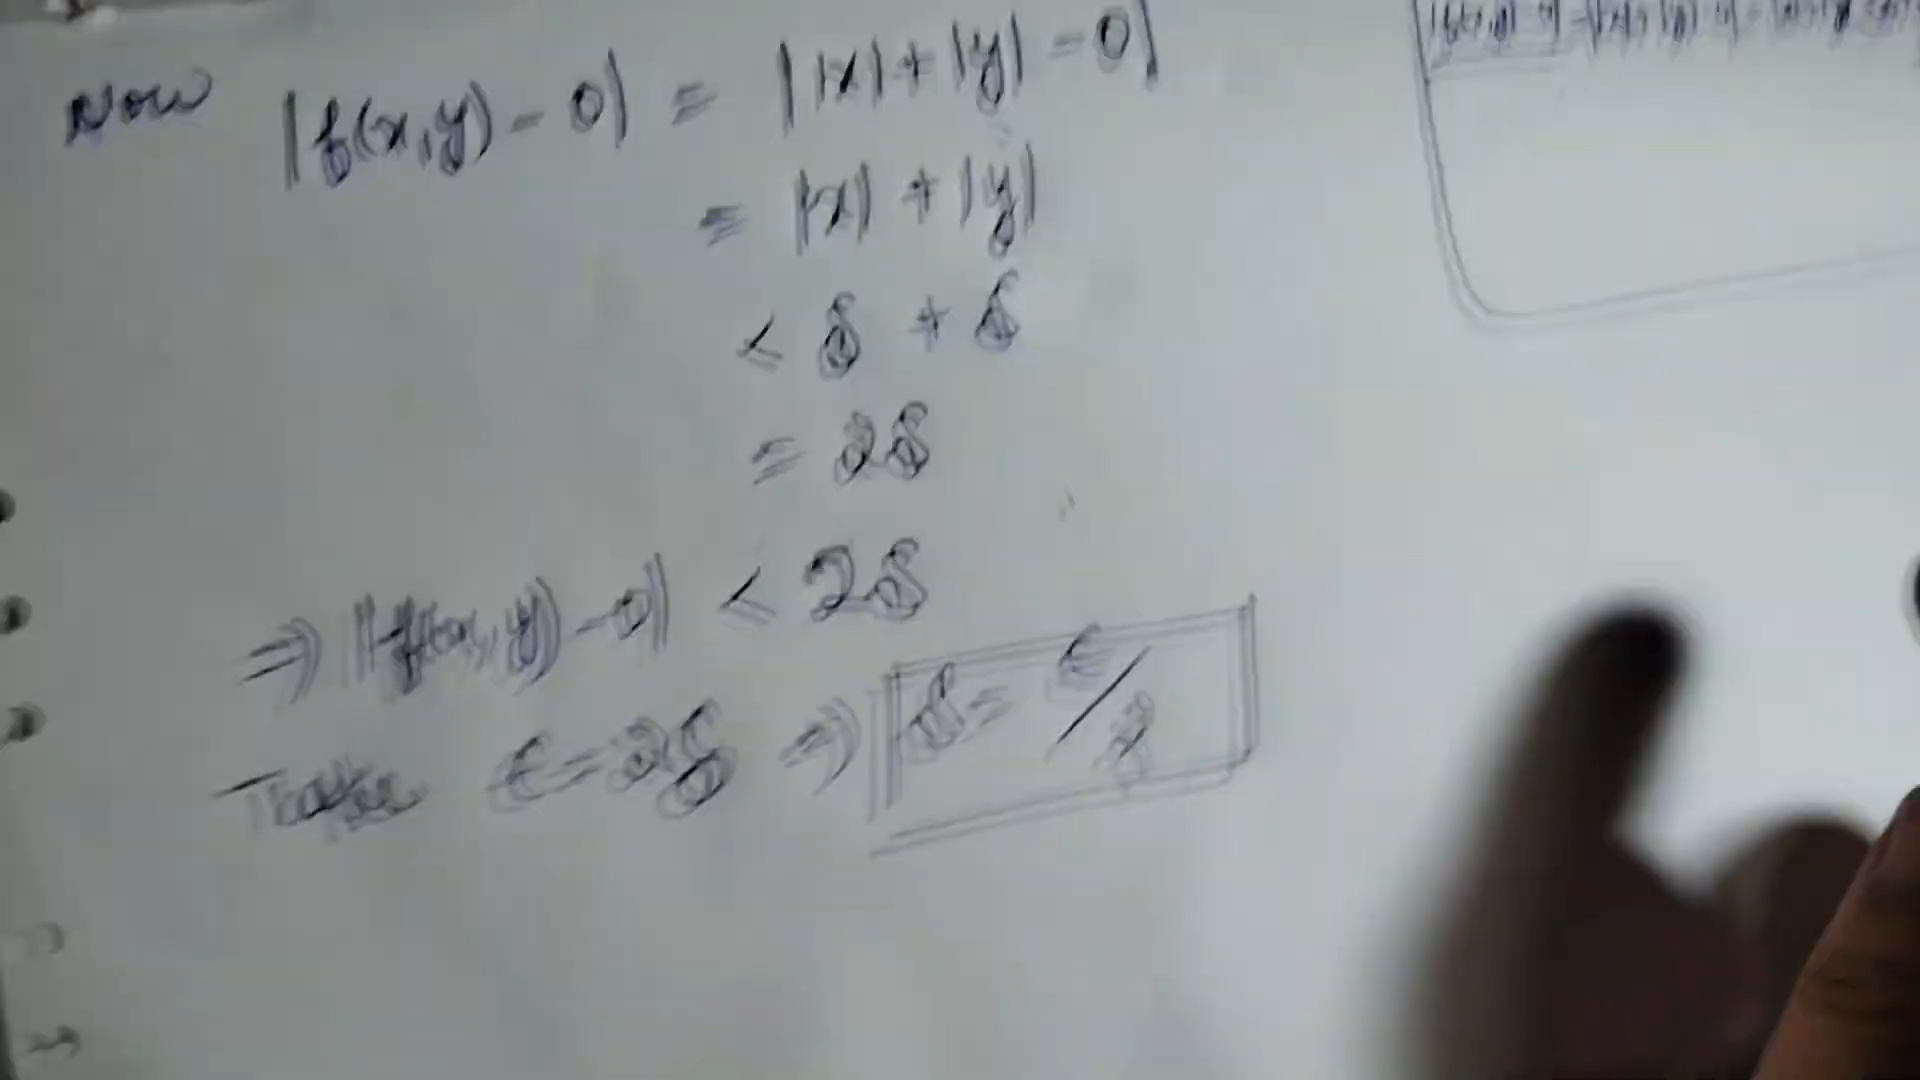 Now |f(x,y) - 0| = ||x| + |y| - 0|
= |x| + |y|
< δ + δ
= 2δ
⇒ |f(x,y) - 0| < 2δ
Take ε = 2δ ⇒ δ = ε/2